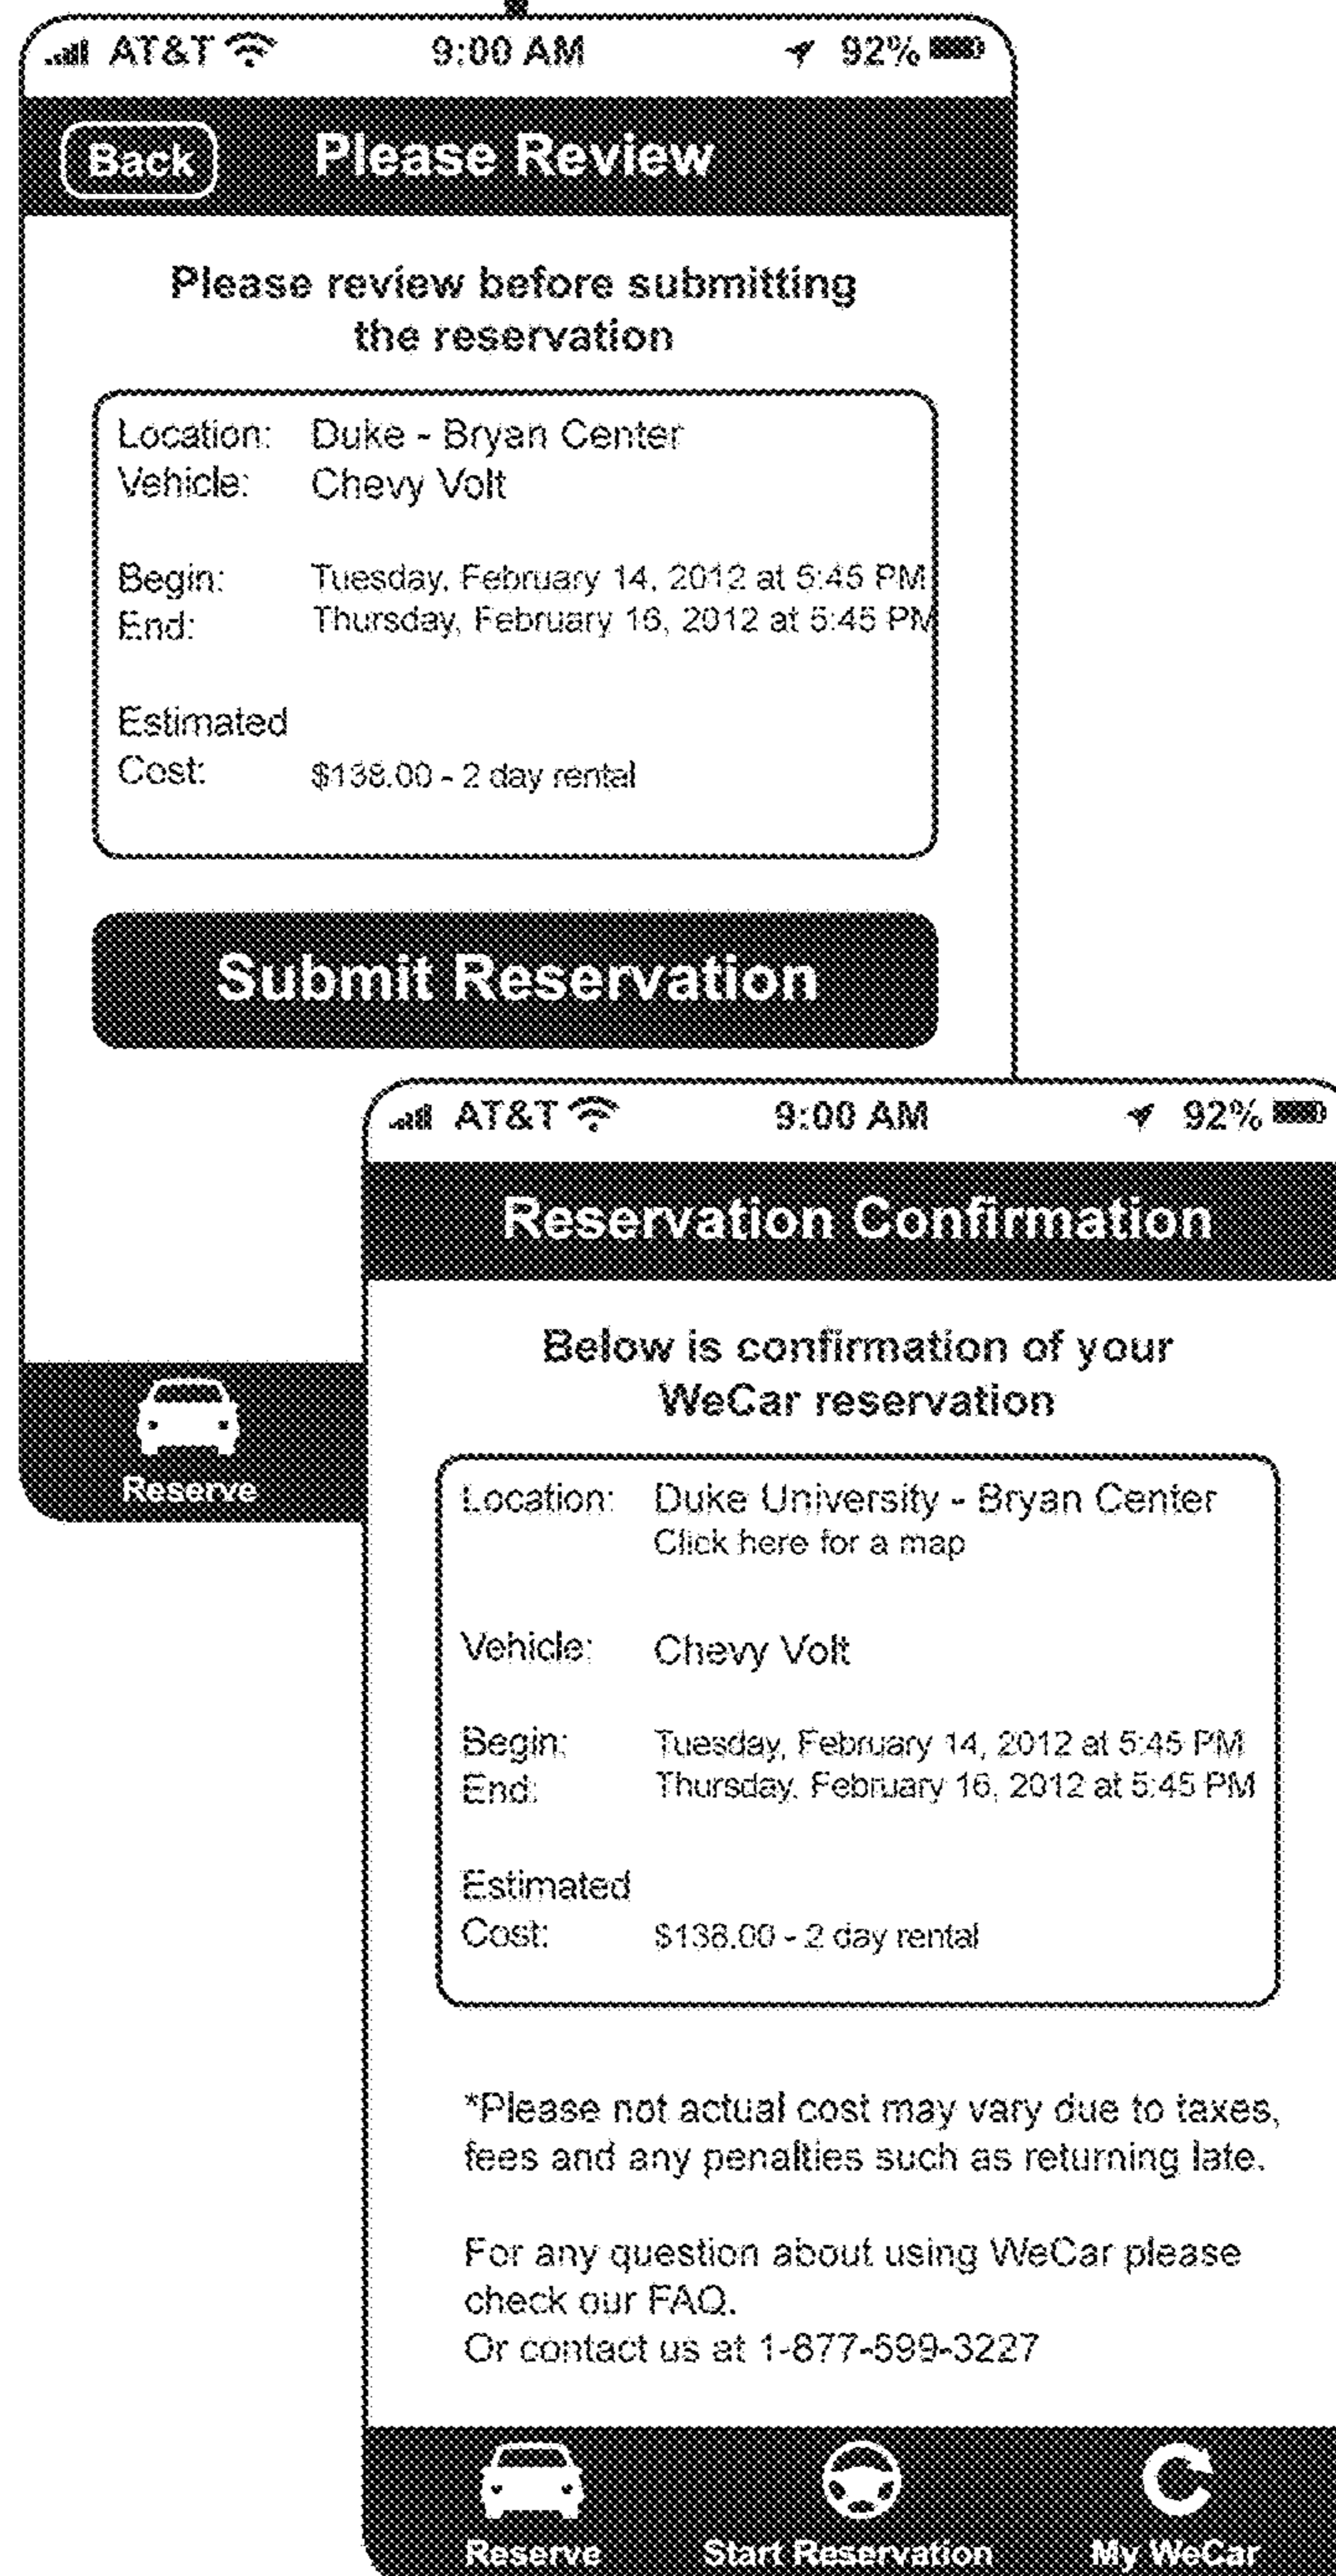 AT&T 9:00 AM 92%
Back Please Review
Please review before submitting
the reservation
Location: Duke - Bryan Center
Vehicle: Chevy Volt
Begin: Tuesday, February 14, 2012 at 5:45 PM
End: Thursday, February 16, 2012 at 5:45 PM
Estimated
Cost: $138.00 - 2 day rental
Submit Reservation
Reserve
AT&T 9:00 AM 92%
Reservation Confirmation
Below is confirmation of your
WeCar reservation
Location: Duke University - Bryan Center
Click here for a map
Vehicle: Chevy Volt
Begin: Tuesday, February 14, 2012 at 5:45 PM
End: Thursday, February 16, 2012 at 5:45 PM
Estimated
Cost: $138.00 - 2 day rental
*Please not actual cost may vary due to taxes,
fees and any penalties such as returning late.
For any question about using WeCar please
check our FAQ.
Or contact us at 1-877-599-3227
Reserve Start Reservation My WeCar